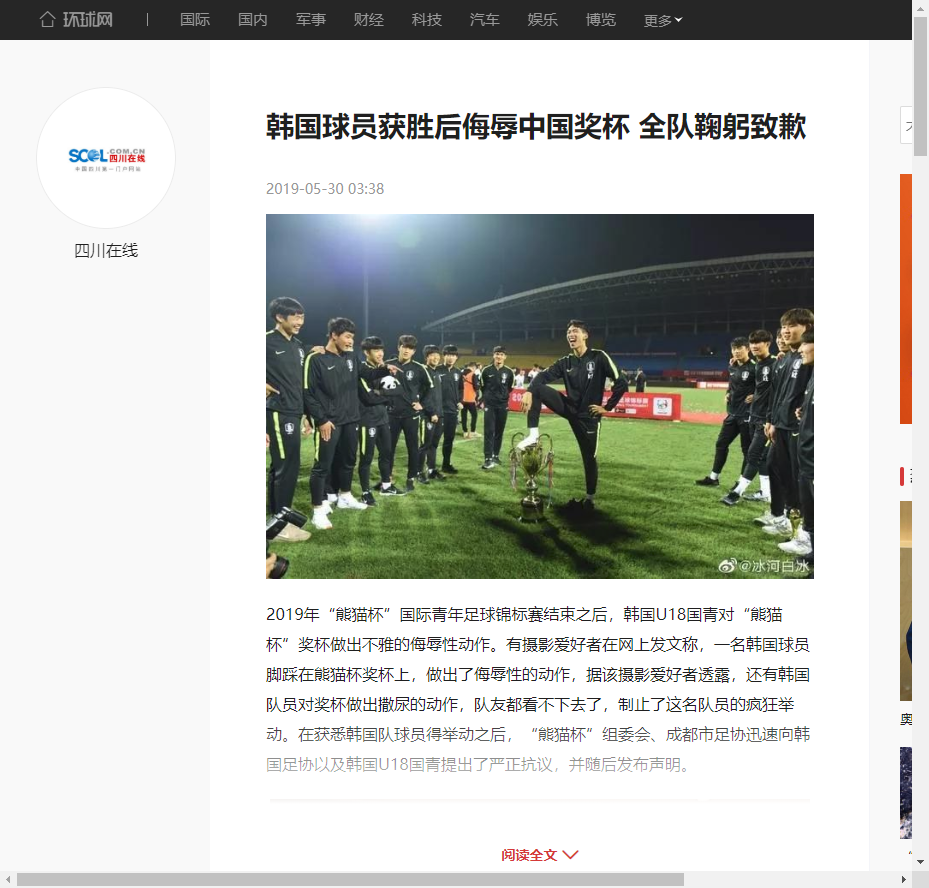 环球网 | 国际 国内 军事 财经 科技 汽车 娱乐 博览 更多
SCOL.COM.CN
四川在线
中国四川第一门户网站
四川在线
韩国球员获胜后侮辱中国奖杯 全队鞠躬致歉
2019-05-30 03:38
@冰河白冰
2019年“熊猫杯”国际青年足球锦标赛结束之后，韩国U18国青对“熊猫
杯”奖杯做出不雅的侮辱性动作。有摄影爱好者在网上发文称，一名韩国球员
脚踩在熊猫杯奖杯上，做出了侮辱性的动作，据该摄影爱好者透露，还有韩国
队员对奖杯做出撒尿的动作，队友都看不下去了，制止了这名队员的疯狂举
动。在获悉韩国队球员得举动之后，“熊猫杯”组委会、成都市足协迅速向韩
国足协以及韩国U18国青提出了严正抗议，并随后发布声明。
阅读全文
奥